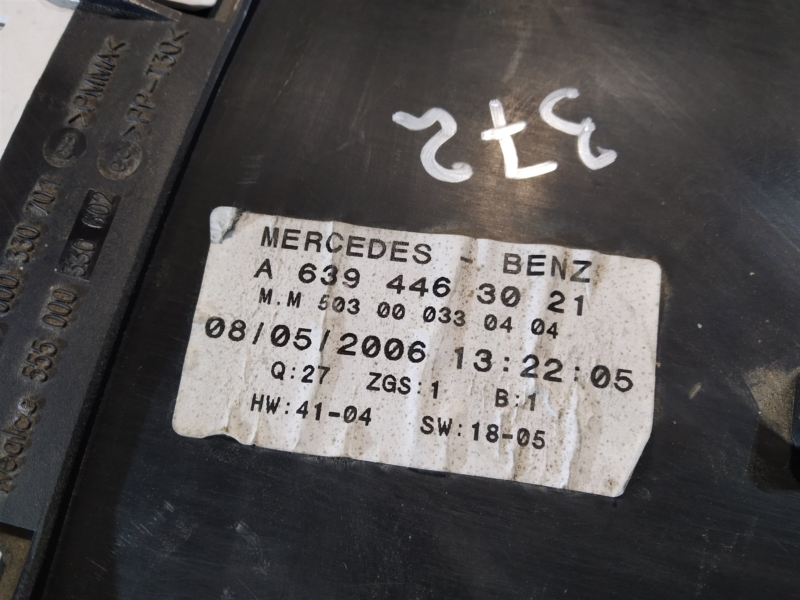 372
MERCEDES - BENZ
A 639 446 30 21
M.M 503 00 033 04 04
08/05/2006 13:22:05
Q:27 ZGS:1 B:1
HW:41-04 SW:18-05
>PMMA<